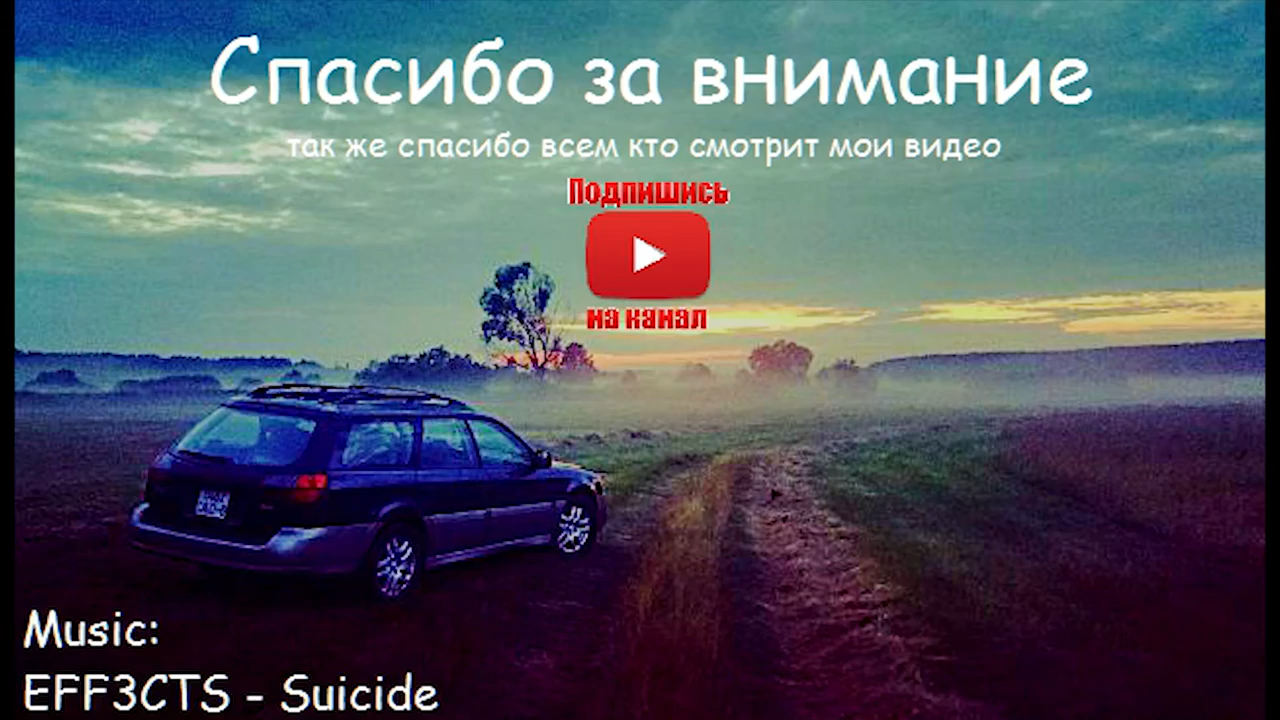 Спасибо за внимание
так же спасибо всем кто смотрит мои видео
Подпишись
на канал
Music:
EFF3CTS - Suicide